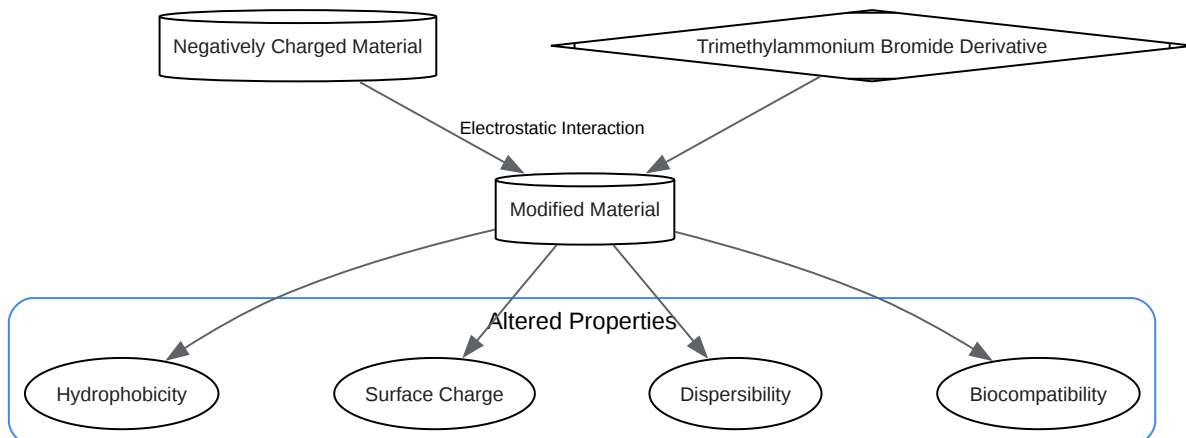 Negatively Charged Material
Trimethylammonium Bromide Derivative
Electrostatic Interaction
Modified Material
Altered Properties
Hydrophobicity
Surface Charge
Dispersibility
Biocompatibility